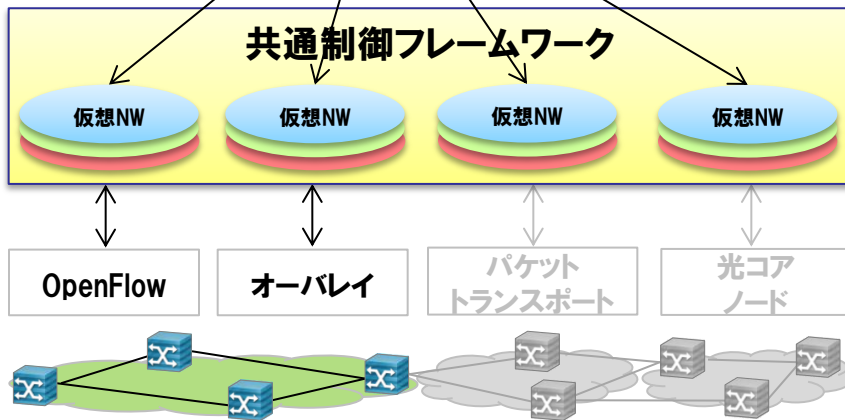 共通制御フレームワーク
仮想NW
仮想NW
仮想NW
仮想NW
OpenFlow
オーバレイ
パケット
トランスポート
光コア
ノード